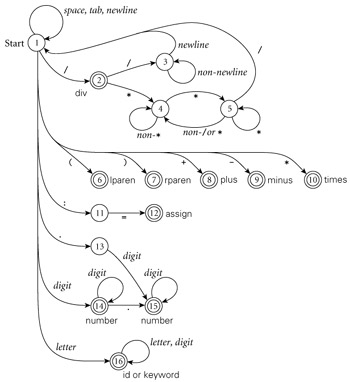 space, tab, newline
Start 1
newline
/
/ 3
/
2 non-newline
div *
4 * 5
non-* non-/or * *
( ) + - *
6 lparen 7 rparen 8 plus 9 minus 10 times
:
11 = 12 assign
.
13
digit
digit digit
digit
14 . 15
number number
letter letter, digit
16
id or keyword